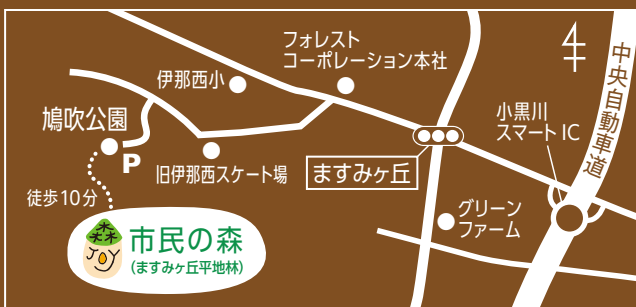 フォレスト
コーポレーション本社
伊那西小
中央自動車道
小黒川
スマートIC
鳩吹公園
P
旧伊那西スケート場
ますみヶ丘
徒歩10分
グリーン
ファーム
森
JOY
市民の森
(ますみヶ丘平地林)